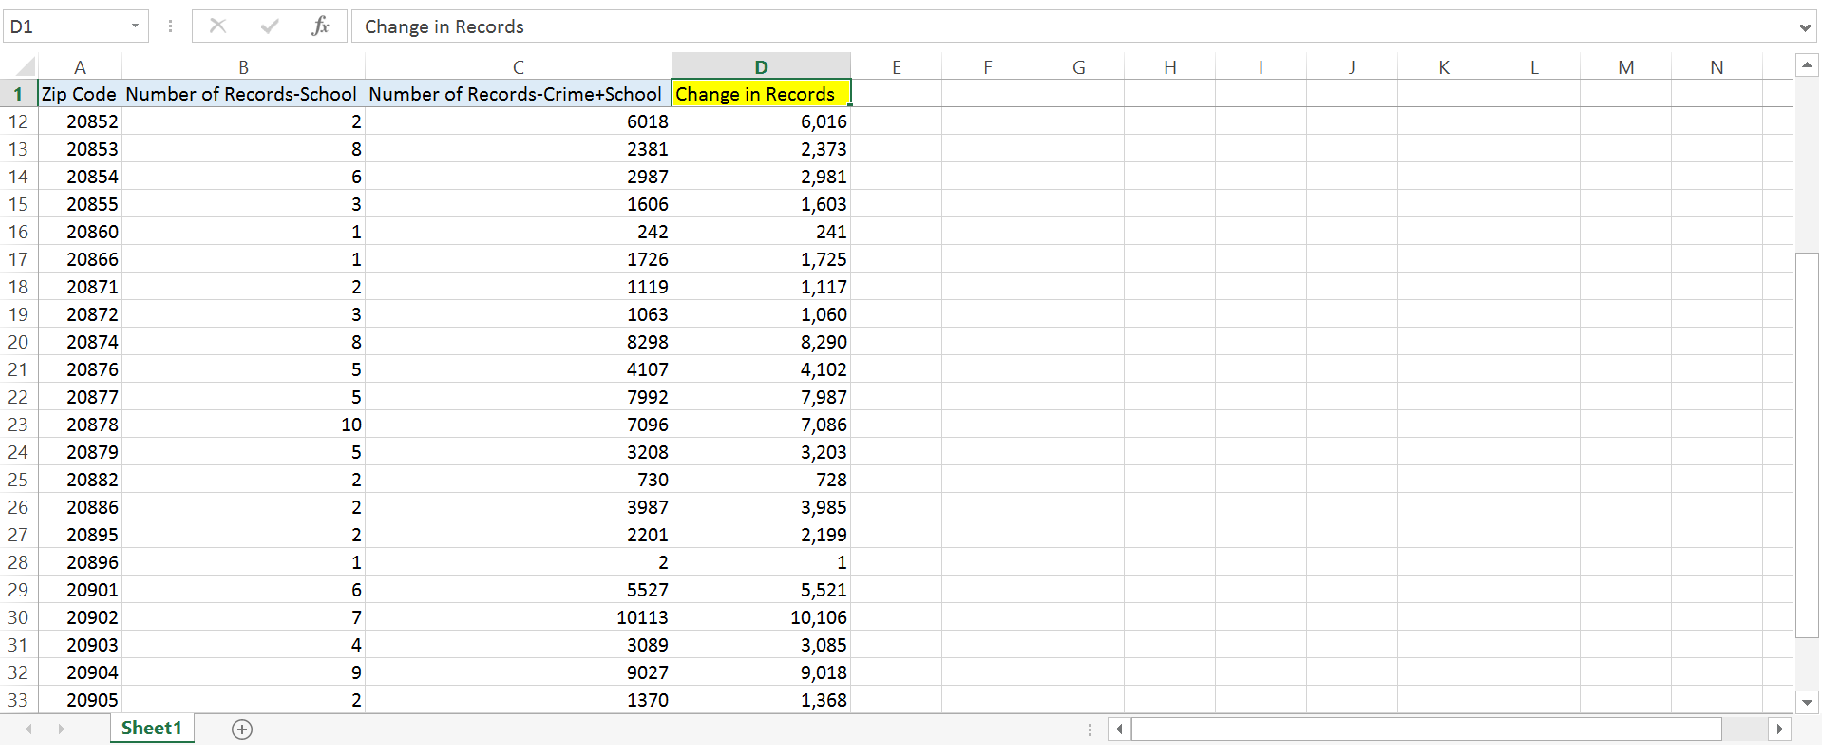 D1 fx Change in Records
A B C D E F G H I J K L M N
1 Zip Code Number of Records-School Number of Records-Crime+School Change in Records
12 20852 2 6018 6,016
13 20853 8 2381 2,373
14 20854 6 2987 2,981
15 20855 3 1606 1,603
16 20860 1 242 241
17 20866 1 1726 1,725
18 20871 2 1119 1,117
19 20872 3 1063 1,060
20 20874 8 8298 8,290
21 20876 5 4107 4,102
22 20877 5 7992 7,987
23 20878 10 7096 7,086
24 20879 5 3208 3,203
25 20882 2 730 728
26 20886 2 3987 3,985
27 20895 2 2201 2,199
28 20896 1 2 1
29 20901 6 5527 5,521
30 20902 7 10113 10,106
31 20903 4 3089 3,085
32 20904 9 9027 9,018
33 20905 2 1370 1,368
Sheet1